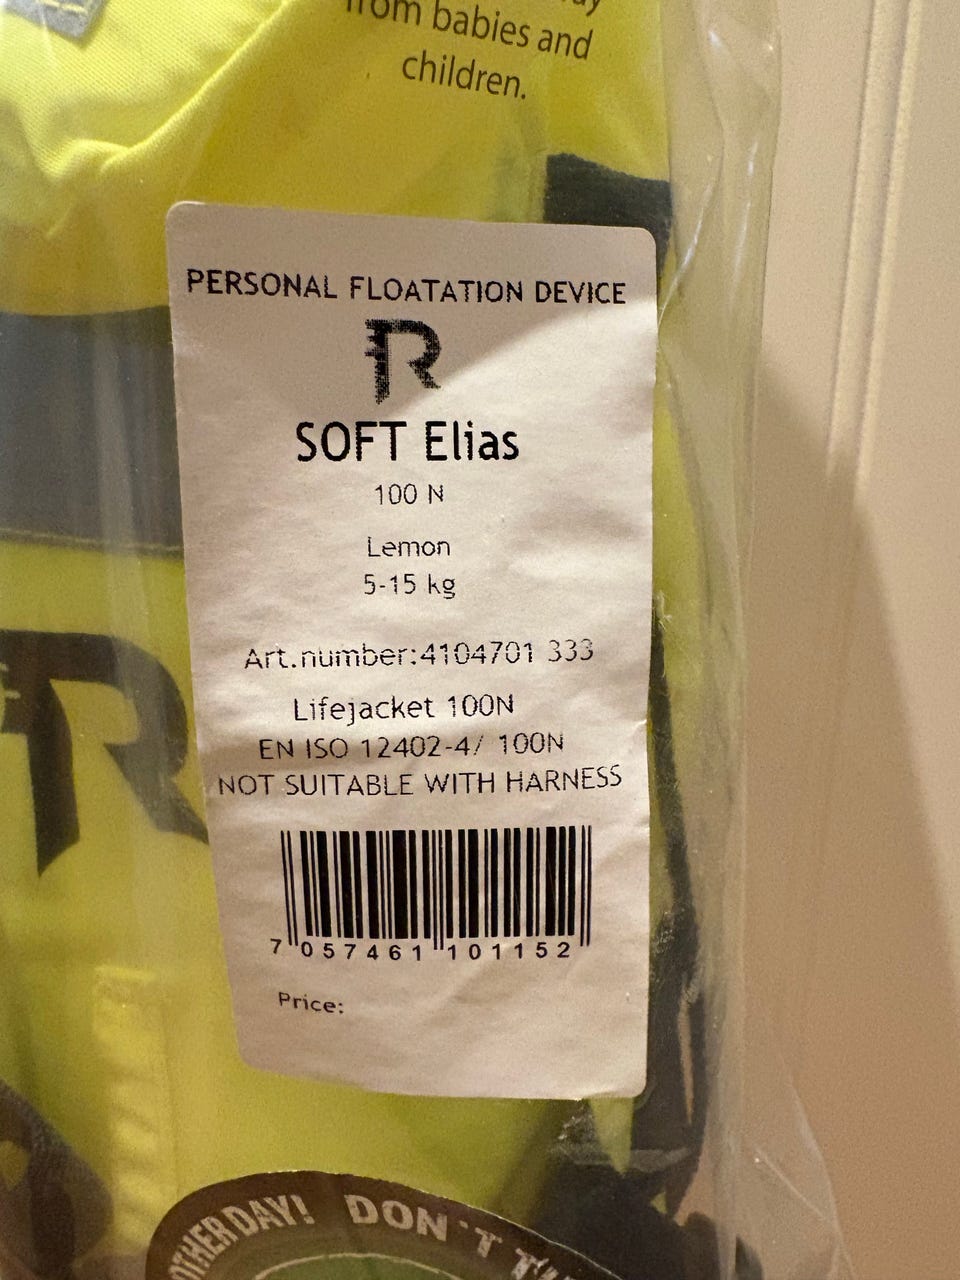 from babies and
children.
PERSONAL FLOATATION DEVICE
R
SOFT Elias
100 N
Lemon
5-15 kg
Art.number:4104701 333
Lifejacket 100N
EN ISO 12402-4/ 100N
NOT SUITABLE WITH HARNESS
7 057461 101152
Price:
R
DAY! DON'T